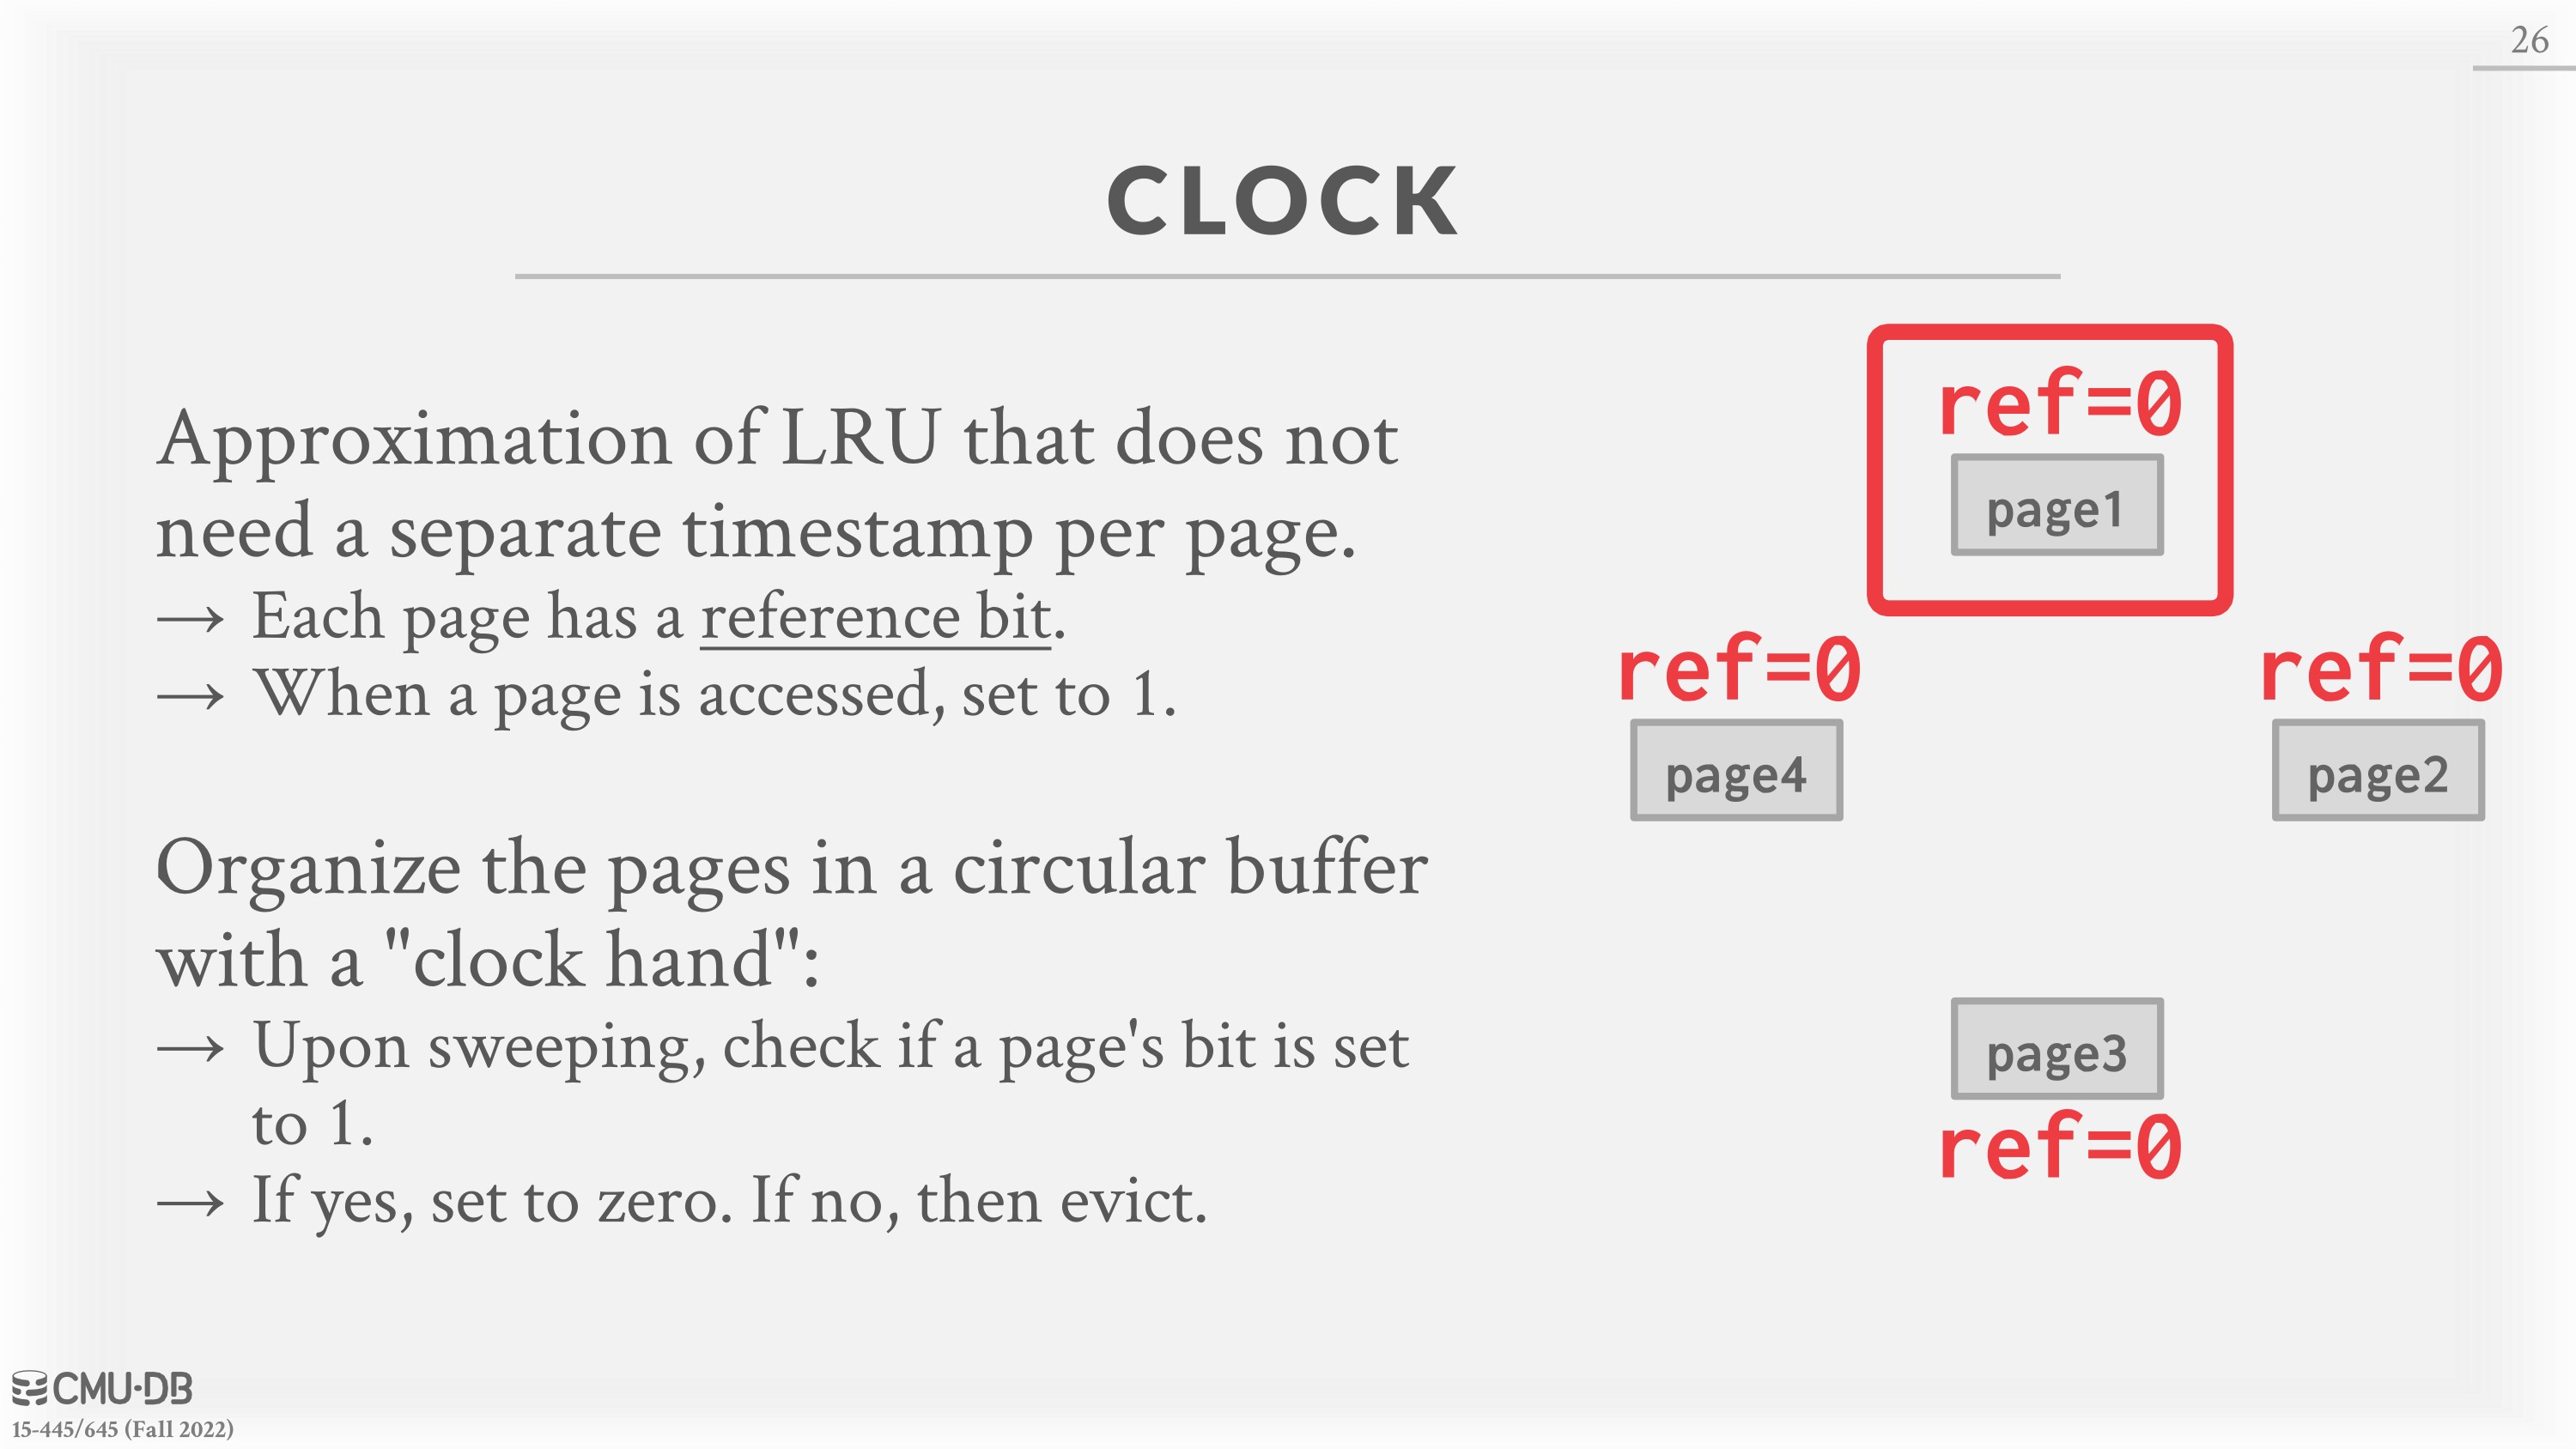 26
CLOCK
Approximation of LRU that does not
need a separate timestamp per page.
→ Each page has a reference bit.
→ When a page is accessed, set to 1.
Organize the pages in a circular buffer
with a "clock hand":
→ Upon sweeping, check if a page's bit is set
to 1.
→ If yes, set to zero. If no, then evict.
ref=0
page1
ref=0
page4
ref=0
page2
page3
ref=0
CMU·DB
15-445/645 (Fall 2022)